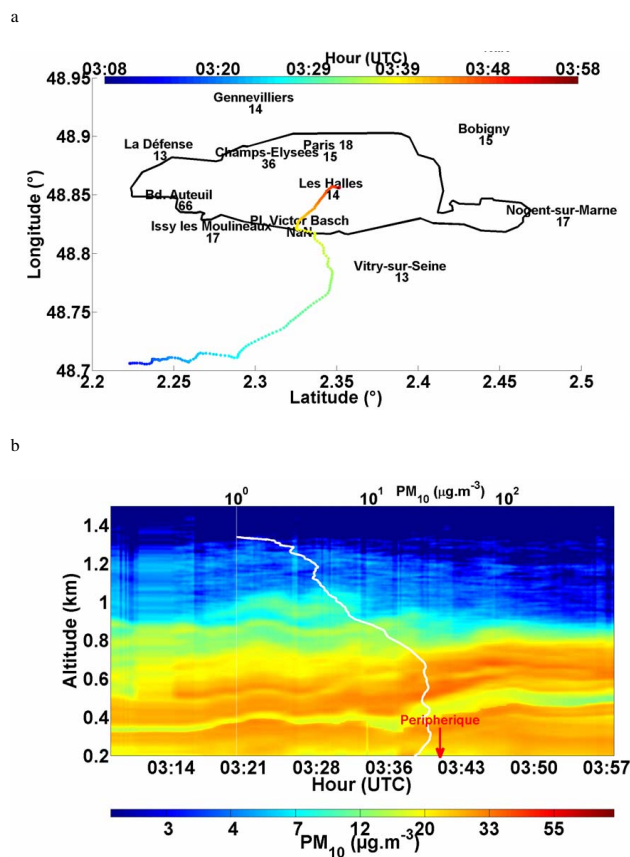 a
Hour (UTC)
03:08 03:20 03:29 03:39 03:48 03:58
48.95
Gennevilliers
14
48.9
Bobigny
15
La Défense
13
Paris 18
15
Champs-Elysees
36
48.85
Les Halles
14
Bd. Auteuil
66
Nogent-sur-Marne
17
Pl. Victor Basch
Issy les Moulineaux
17
48.8
Vitry-sur-Seine
13
48.75
48.7
Longitude (°)
2.2 2.25 2.3 2.35 2.4 2.45 2.5
Latitude (°)
b
10⁰ 10¹ PM₁₀ (µg.m⁻³) 10²
1.4
1.2
1
0.8
0.6
0.4
0.2
Altitude (km)
Peripherique
03:14 03:21 03:28 03:36 03:43 03:50 03:57
Hour (UTC)
3 4 7 12 20 33 55
PM₁₀ (µg.m⁻³)